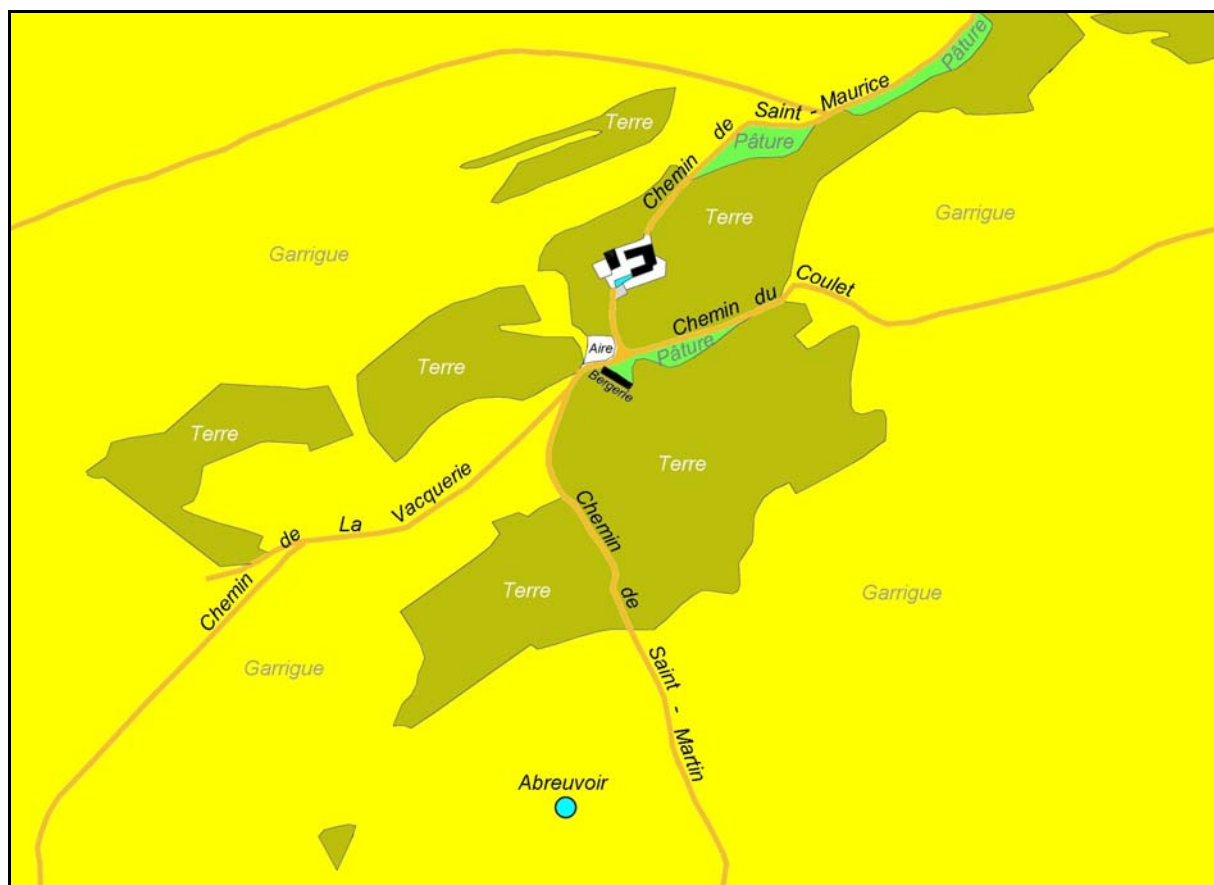 Pâture
Chemin de Saint - Maurice
Terre
Pâture
Terre
Garrigue
Garrigue
Chemin du Coulet
Aire
Pâture
Bergerie
Terre
Terre
Terre
Chemin de La Vacquerie
Chemin de Saint - Martin
Terre
Garrigue
Garrigue
Abreuvoir